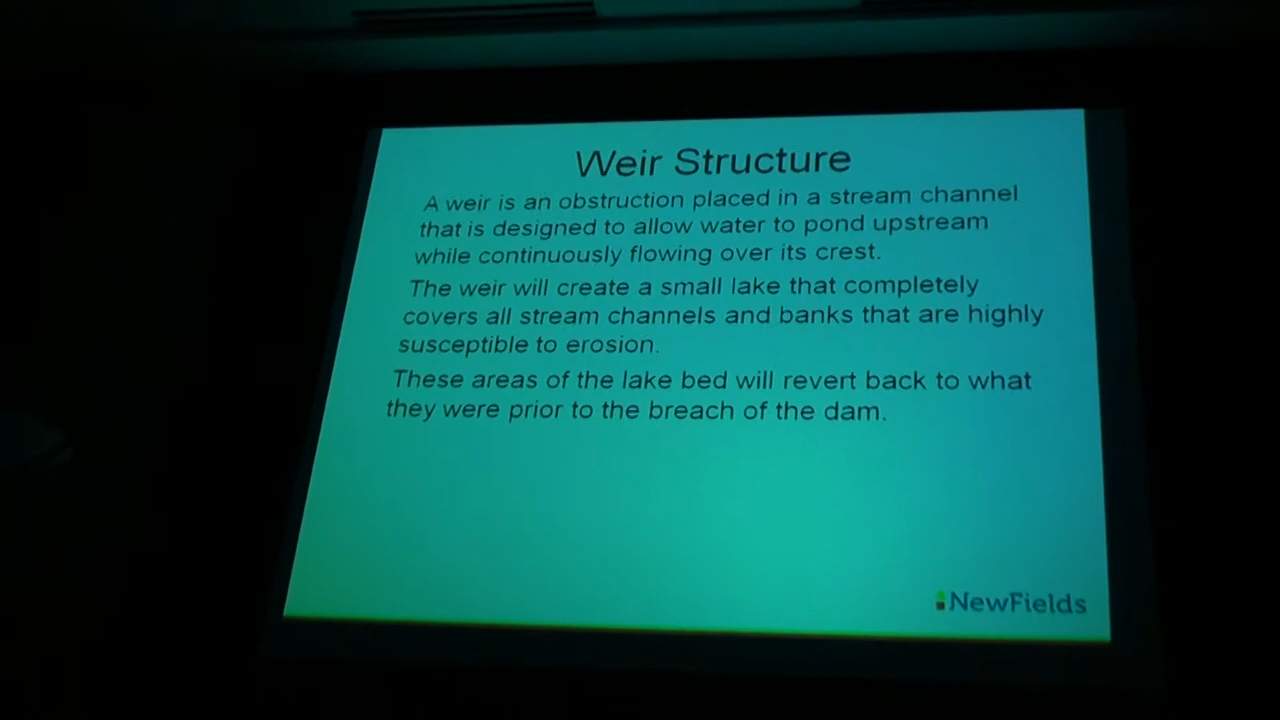 Weir Structure
A weir is an obstruction placed in a stream channel
that is designed to allow water to pond upstream
while continuously flowing over its crest.
The weir will create a small lake that completely
covers all stream channels and banks that are highly
susceptible to erosion.
These areas of the lake bed will revert back to what
they were prior to the breach of the dam.
NewFields